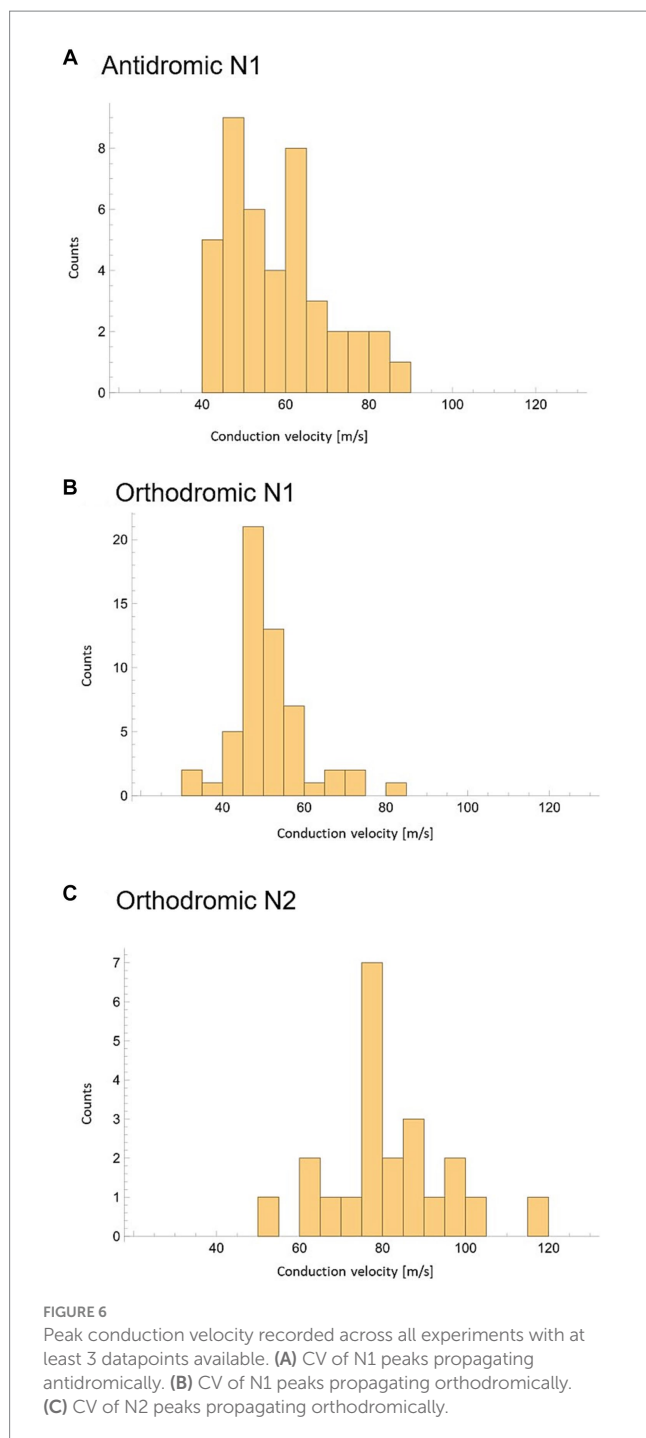 A Antidromic N1
8
6
4
2
0
Counts
40 60 80 100 120
Conduction velocity [m/s]
B Orthodromic N1
20
15
10
5
0
Counts
40 60 80 100 120
Conduction velocity [m/s]
C Orthodromic N2
7
6
5
4
3
2
1
0
Counts
40 60 80 100 120
Conduction velocity [m/s]
FIGURE 6
Peak conduction velocity recorded across all experiments with at
least 3 datapoints available. (A) CV of N1 peaks propagating
antidromically. (B) CV of N1 peaks propagating orthodromically.
(C) CV of N2 peaks propagating orthodromically.